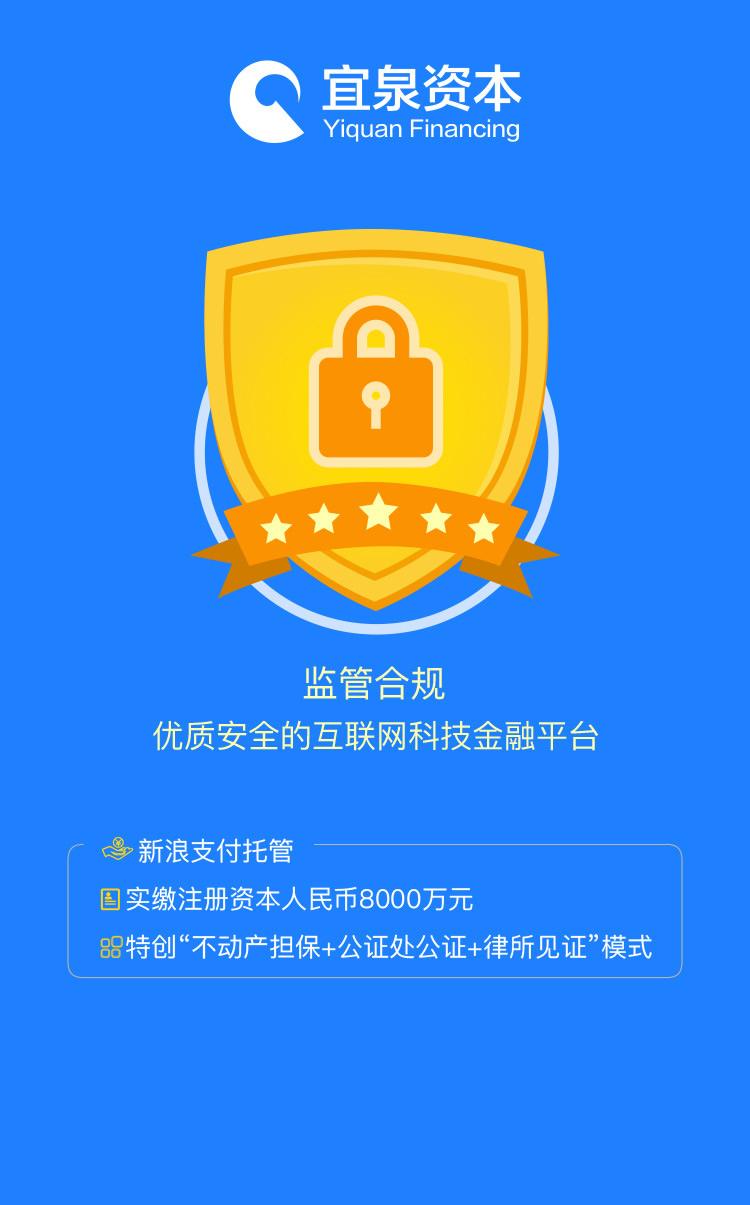 宜泉资本
Yiquan Financing
监管合规
优质安全的互联网科技金融平台
新浪支付托管
实缴注册资本人民币8000万元
特创“不动产担保+公证处公证+律所见证”模式